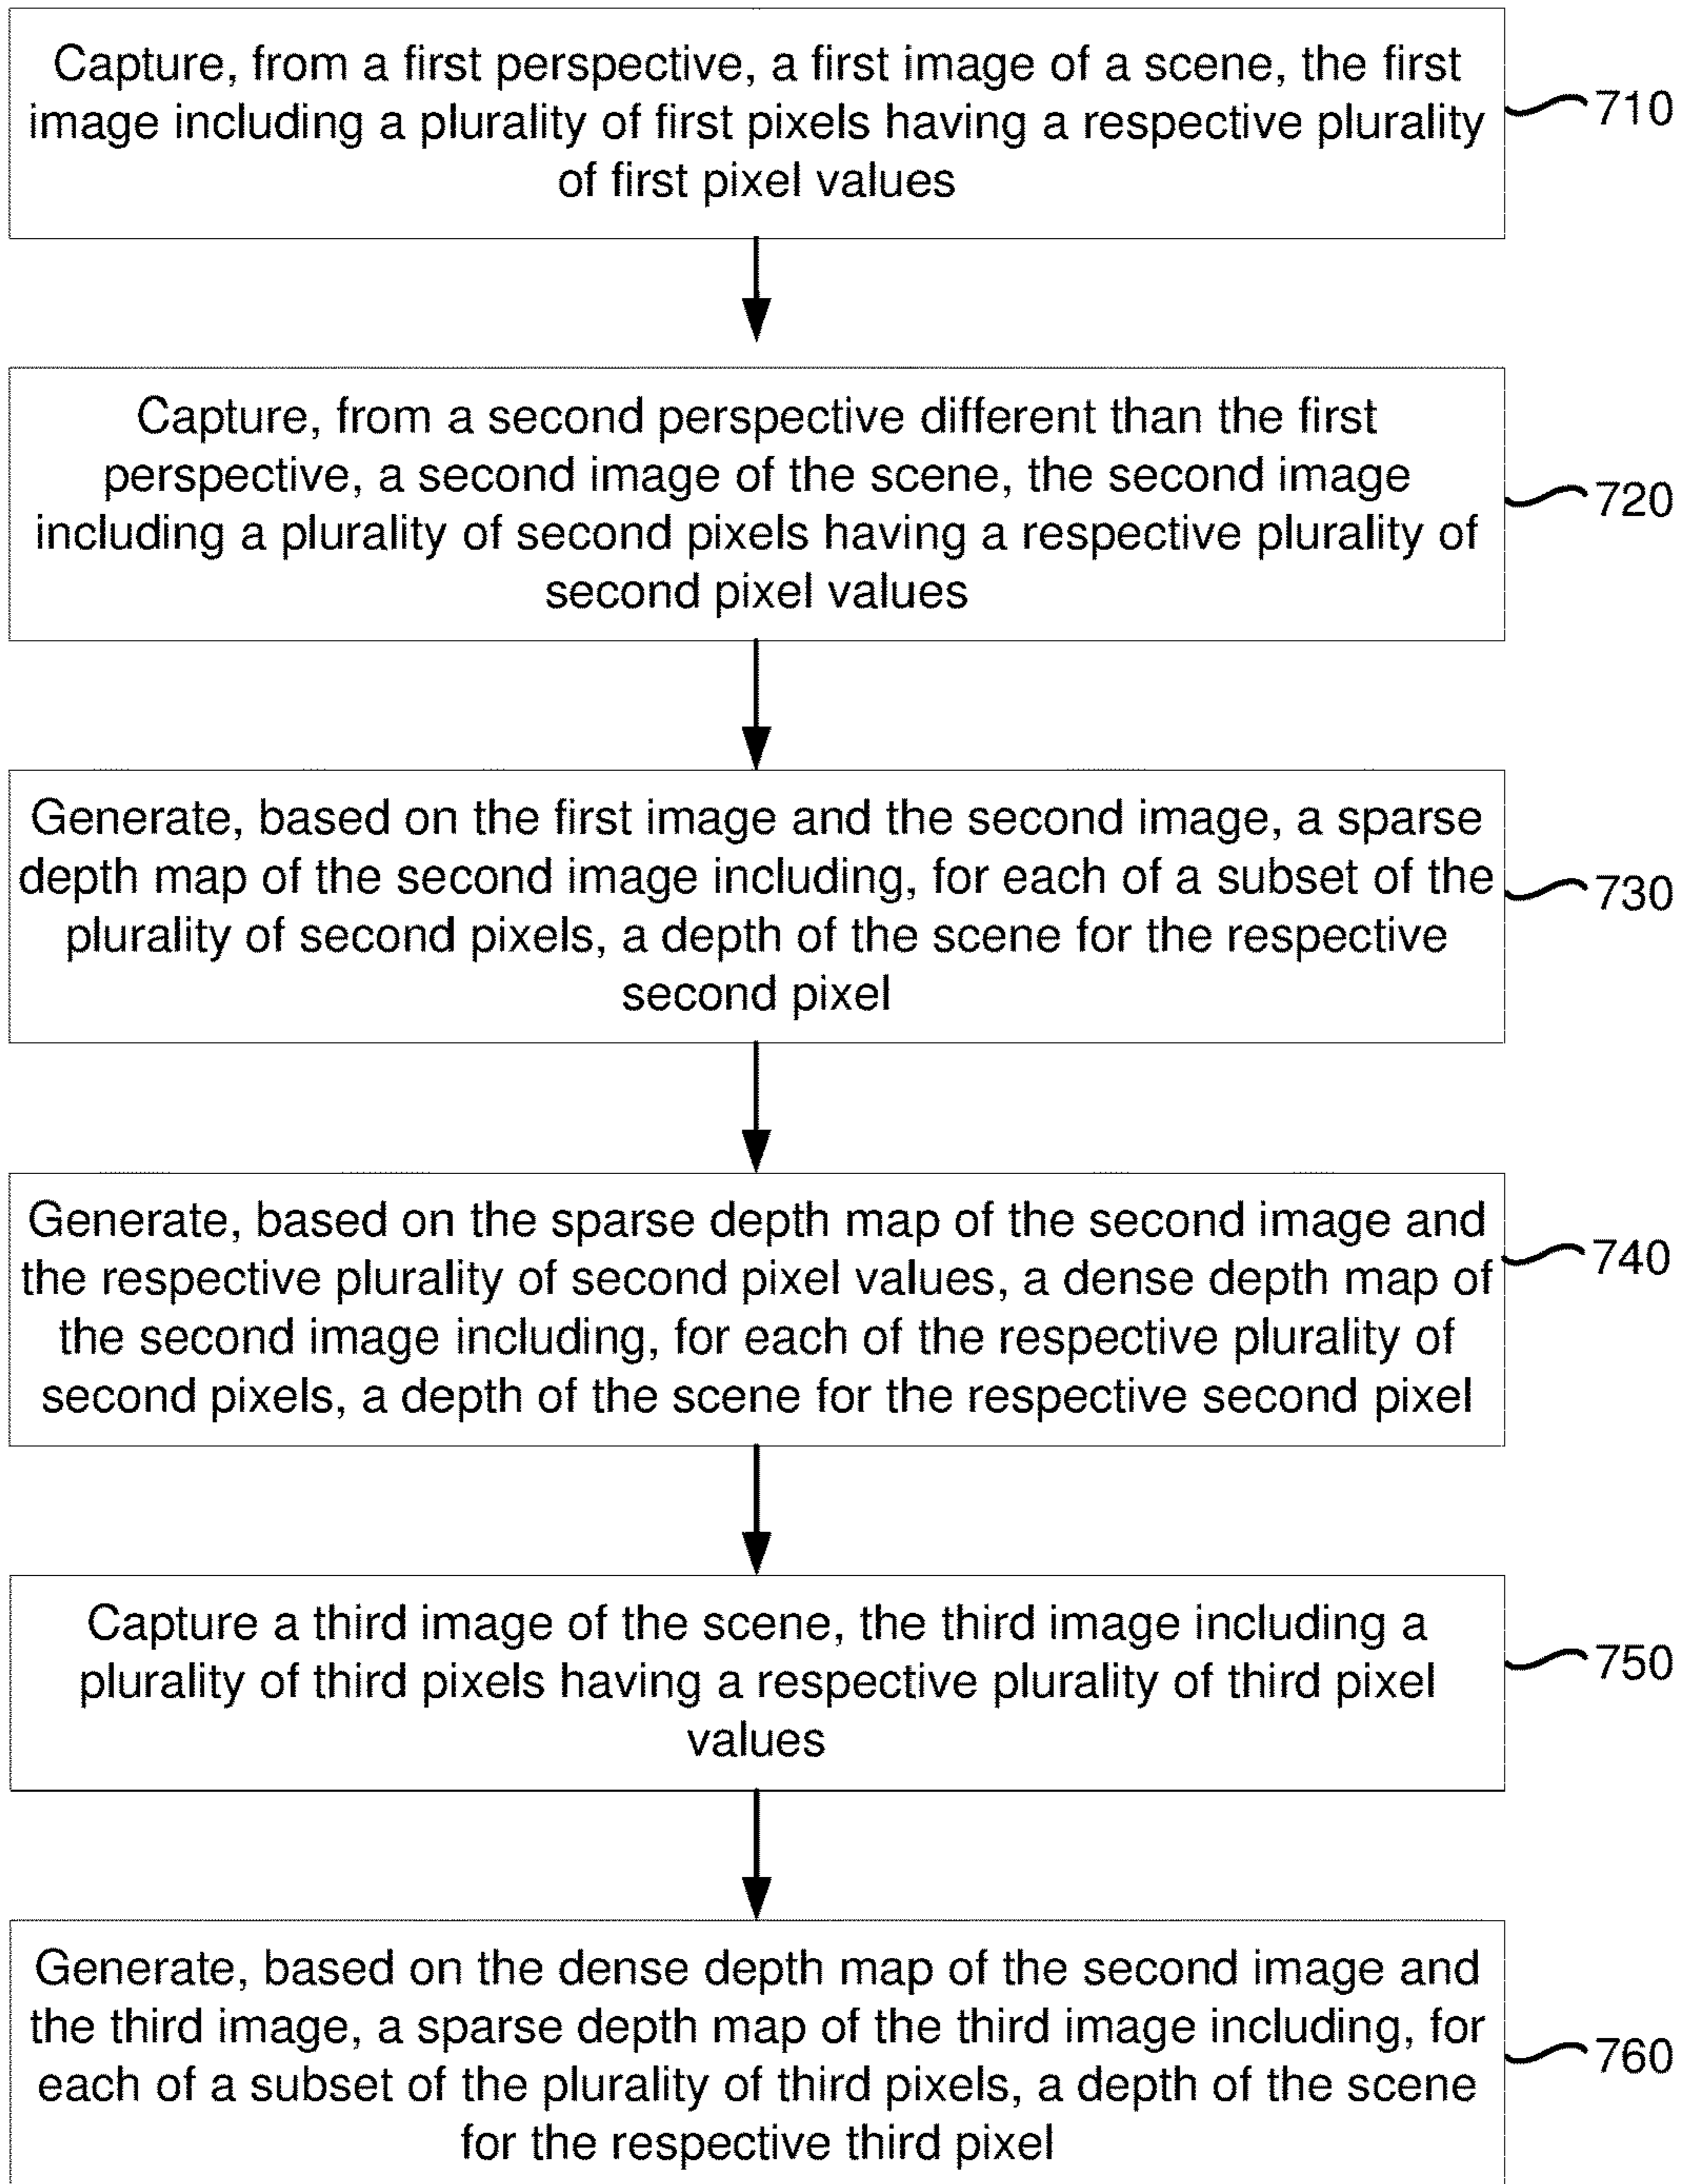 Capture, from a first perspective, a first image of a scene, the first
image including a plurality of first pixels having a respective plurality
of first pixel values
710
Capture, from a second perspective different than the first
perspective, a second image of the scene, the second image
including a plurality of second pixels having a respective plurality of
second pixel values
720
Generate, based on the first image and the second image, a sparse
depth map of the second image including, for each of a subset of the
plurality of second pixels, a depth of the scene for the respective
second pixel
730
Generate, based on the sparse depth map of the second image and
the respective plurality of second pixel values, a dense depth map of
the second image including, for each of the respective plurality of
second pixels, a depth of the scene for the respective second pixel
740
Capture a third image of the scene, the third image including a
plurality of third pixels having a respective plurality of third pixel
values
750
Generate, based on the dense depth map of the second image and
the third image, a sparse depth map of the third image including, for
each of a subset of the plurality of third pixels, a depth of the scene
for the respective third pixel
760